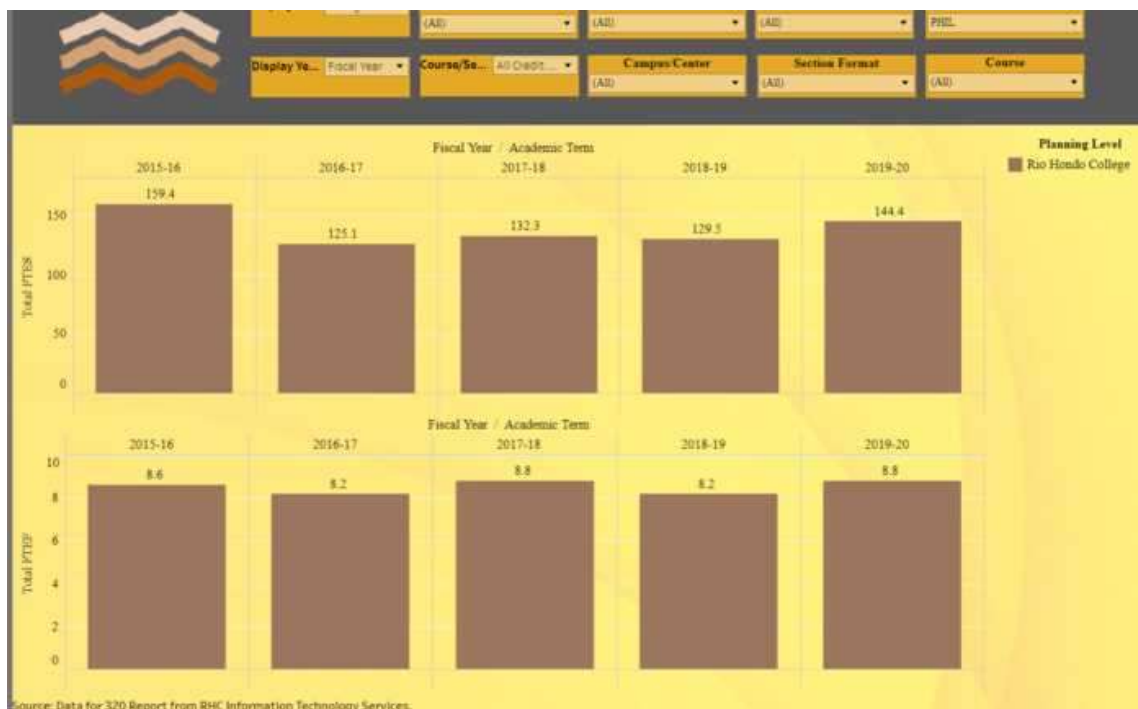 (All) (All) (All) PHIL
Display Ye... Fiscal Year Course/Se... All Credit ... Campus/Center Section Format Course
(All) (All) (All)
Fiscal Year / Academic Term
Planning Level
2015-16 2016-17 2017-18 2018-19 2019-20
Rio Hondo College
159.4
125.1
132.3
129.5
144.4
150
100
50
0
Total FTES
Fiscal Year / Academic Term
2015-16 2016-17 2017-18 2018-19 2019-20
8.6 8.2 8.8 8.2 8.8
10
8
6
4
2
0
Total FTEF
Source: Data for 320 Report from RHC Information Technology Services.